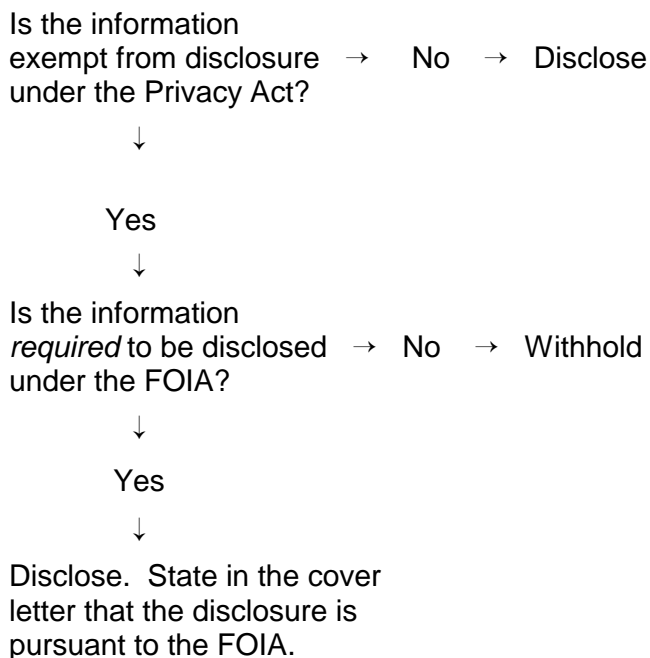 Is the information
exempt from disclosure → No → Disclose
under the Privacy Act?
↓
Yes
↓
Is the information
required to be disclosed → No → Withhold
under the FOIA?
↓
Yes
↓
Disclose. State in the cover
letter that the disclosure is
pursuant to the FOIA.